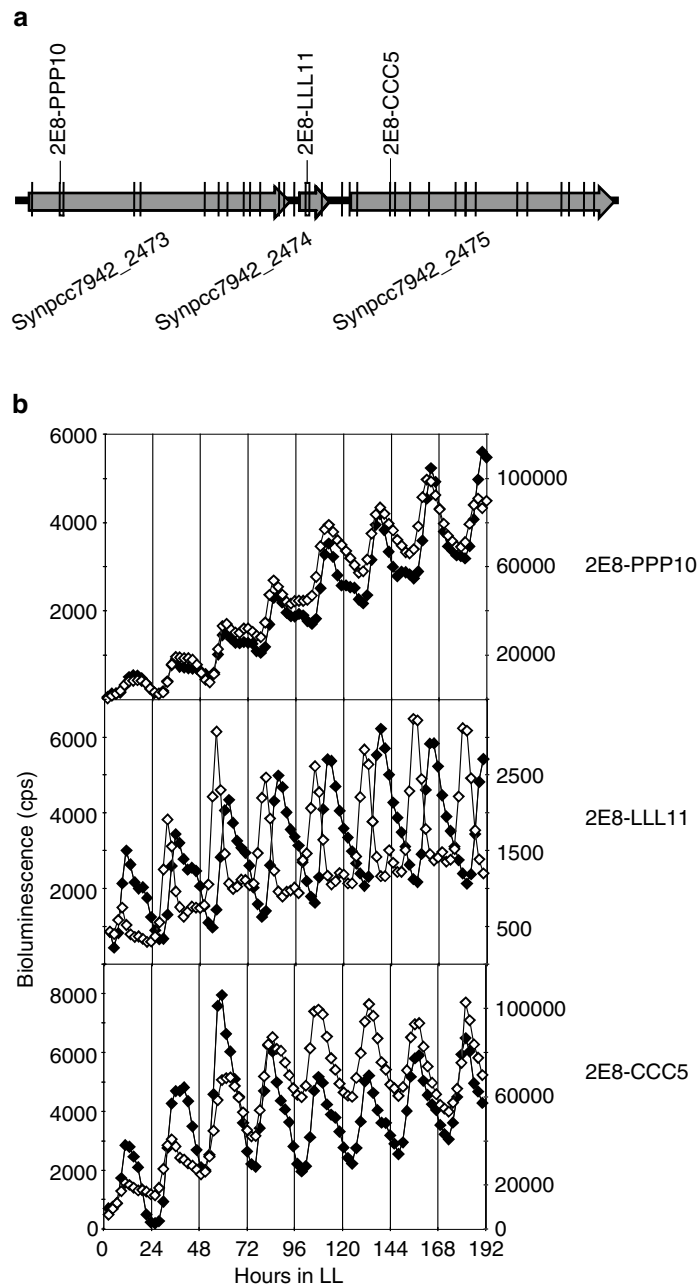 a
2E8-PPP10
2E8-LLL11
2E8-CCC5
Synpcc7942_2473
Synpcc7942_2474
Synpcc7942_2475
b
6000
4000
2000
100000
60000
20000
2E8-PPP10
6000
4000
2000
2500
1500
500
2E8-LLL11
8000
6000
4000
2000
0
100000
60000
20000
0
2E8-CCC5
Bioluminescence (cps)
0 24 48 72 96 120 144 168 192
Hours in LL